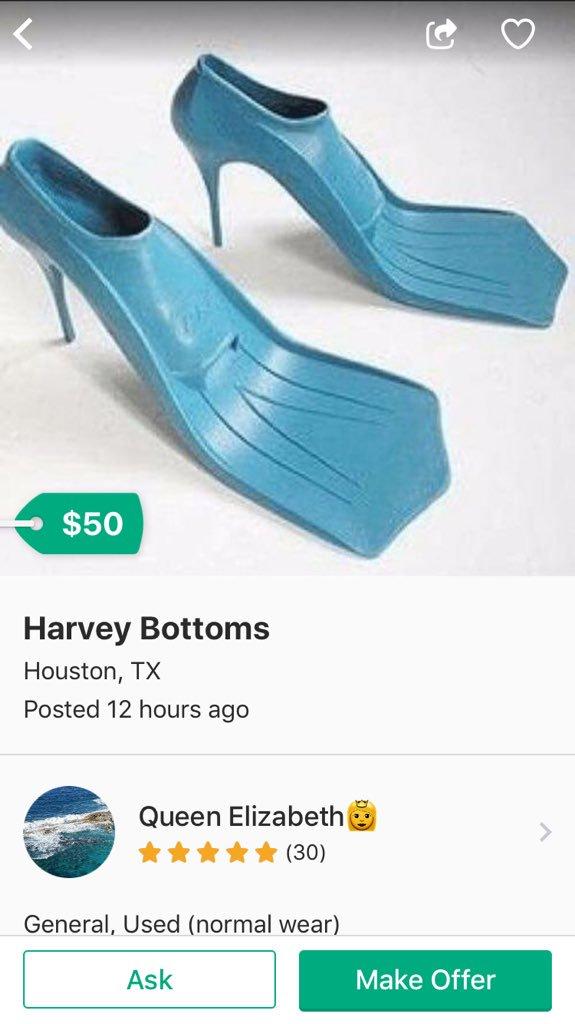 $50
Harvey Bottoms
Houston, TX
Posted 12 hours ago
Queen Elizabeth👸
(30)
General, Used (normal wear)
Ask
Make Offer